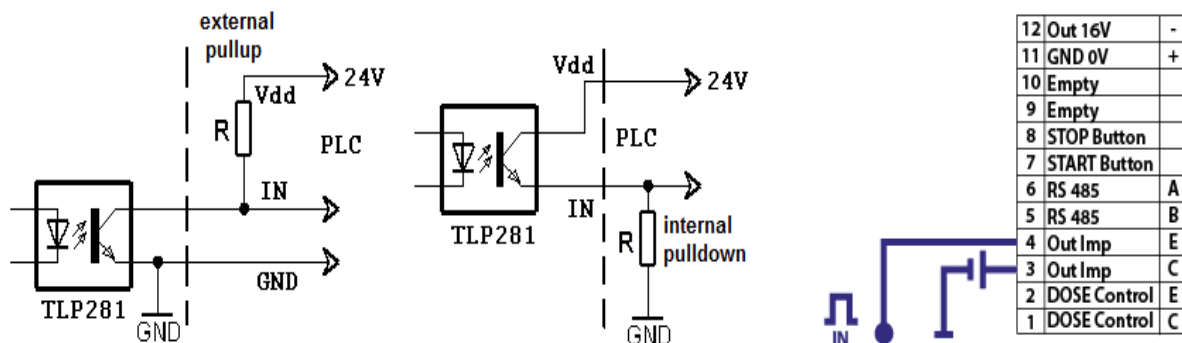 external
pullup
24V
Vdd
R
PLC
IN
GND
TLP281
GND
Vdd
24V
PLC
IN
TLP281
R
internal
pulldown
GND
12 Out 16V -
11 GND 0V +
10 Empty
9 Empty
8 STOP Button
7 START Button
6 RS 485 A
5 RS 485 B
4 Out Imp E
3 Out Imp C
2 DOSE Control E
1 DOSE Control C
IN